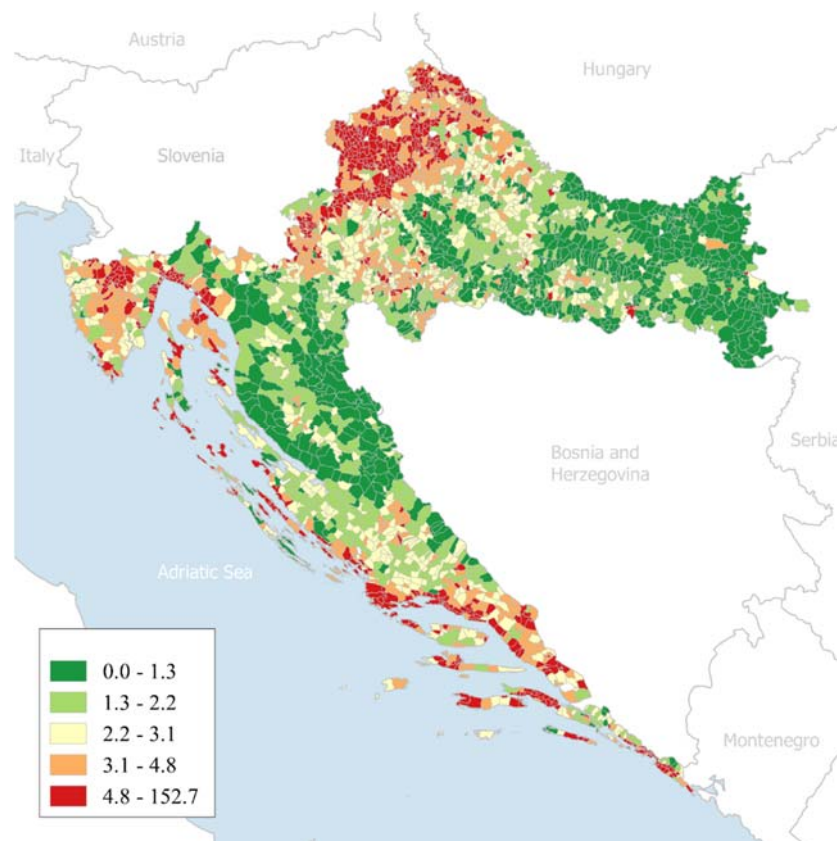 Austria
Hungary
Italy
Slovenia
Bosnia and
Herzegovina
Serbia
Adriatic Sea
Montenegro
0.0 - 1.3
1.3 - 2.2
2.2 - 3.1
3.1 - 4.8
4.8 - 152.7